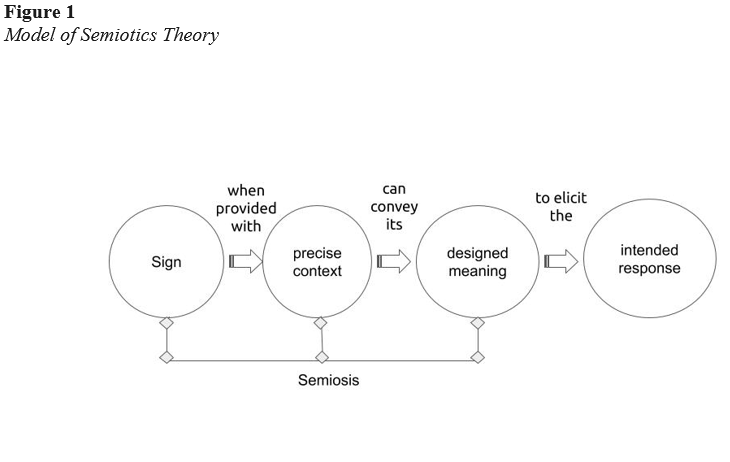 Figure 1
Model of Semiotics Theory
Sign
when
provided
with
precise
context
can
convey
its
designed
meaning
to elicit
the
intended
response
Semiosis